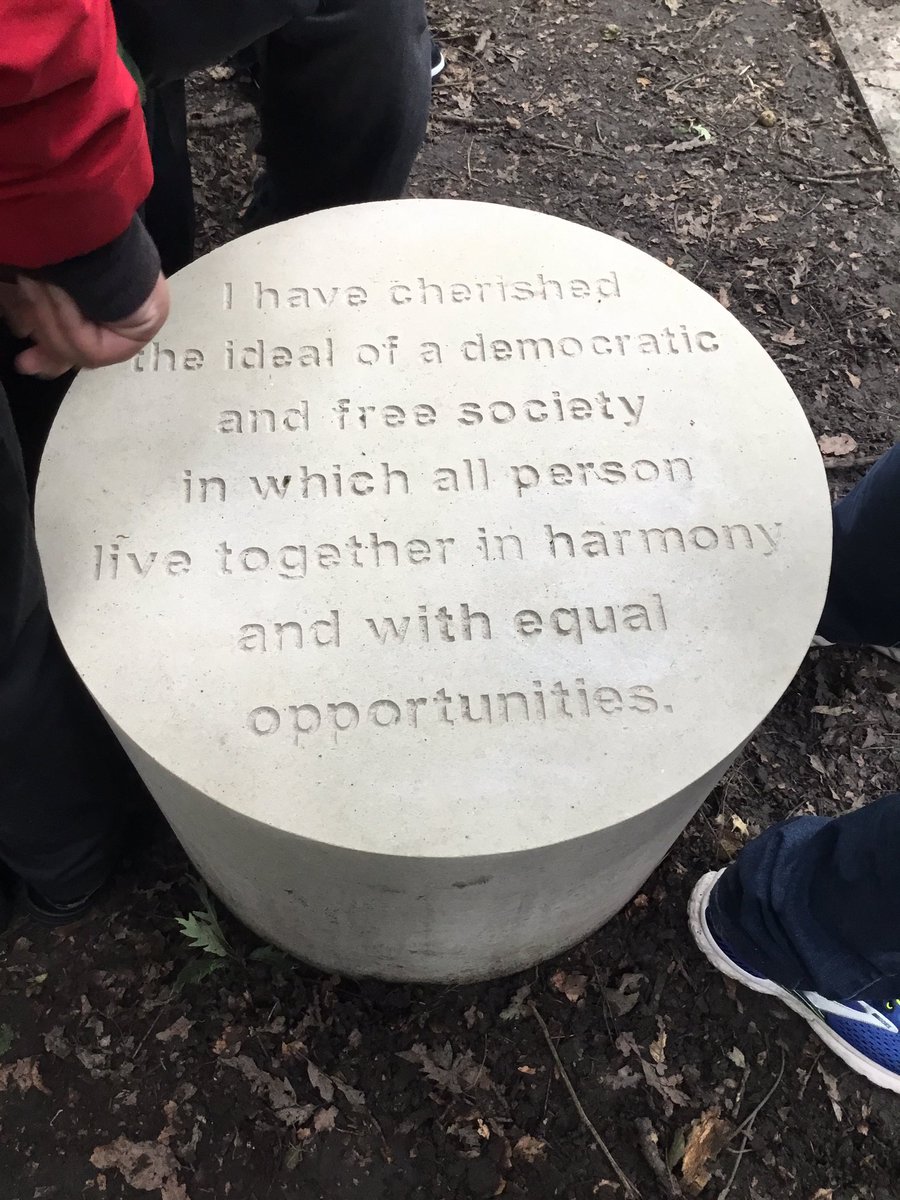 I have cherished
the ideal of a democratic
and free society
in which all person
live together in harmony
and with equal
opportunities.